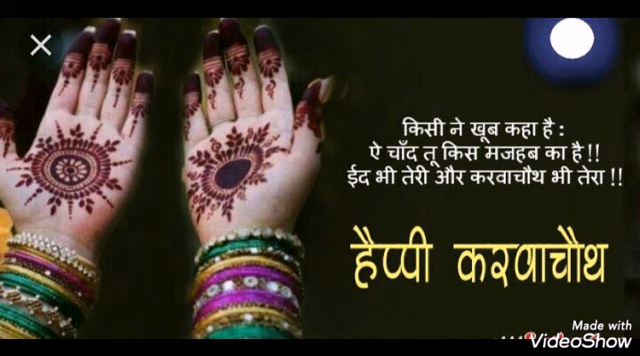 किसी ने खूब कहा है :
ऐ चाँद तू किस मजहब का है !!
ईद भी तेरी और करवाचौथ भी तेरा !!
हैप्पी करवाचौथ
Made with
VideoShow